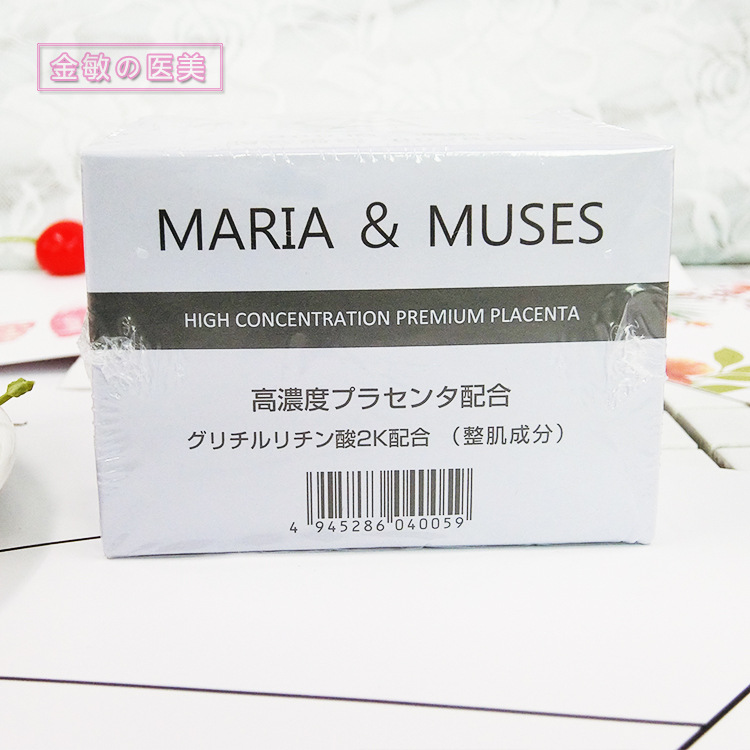 金敏の医美
MARIA & MUSES
HIGH CONCENTRATION PREMIUM PLACENTA
高濃度プラセンタ配合
グリチルリチン酸2K配合 （整肌成分）
4 945286 040059